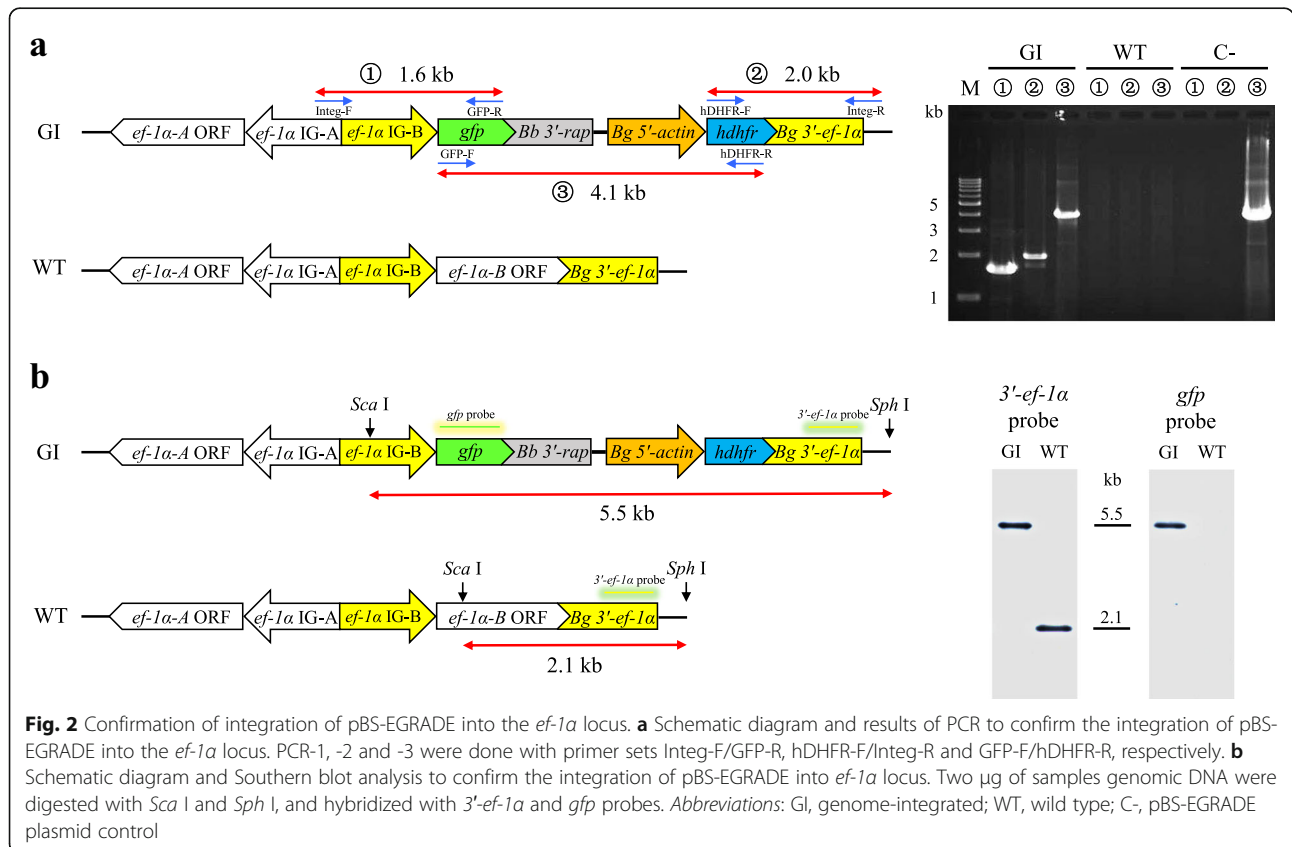 a
① 1.6 kb ② 2.0 kb
Integ-F GFP-R hDHFR-F Integ-R
GI ef-1α-A ORF ef-1α IG-A ef-1α IG-B gfp Bb 3'-rap Bg 5'-actin hdhfr Bg 3'-ef-1α
GFP-F hDHFR-R
③ 4.1 kb
WT ef-1α-A ORF ef-1α IG-A ef-1α IG-B ef-1α-B ORF Bg 3'-ef-1α
GI WT C-
M ① ② ③ ① ② ③ ① ② ③
kb
5
3
2
1
b
Sca I gfp probe 3'-ef-1α probe Sph I
GI ef-1α-A ORF ef-1α IG-A ef-1α IG-B gfp Bb 3'-rap Bg 5'-actin hdhfr Bg 3'-ef-1α
5.5 kb
Sca I 3'-ef-1α probe Sph I
WT ef-1α-A ORF ef-1α IG-A ef-1α IG-B ef-1α-B ORF Bg 3'-ef-1α
2.1 kb
3'-ef-1α gfp
probe probe
GI WT GI WT
kb
5.5
2.1
Fig. 2 Confirmation of integration of pBS-EGRADE into the ef-1α locus. a Schematic diagram and results of PCR to confirm the integration of pBS-
EGRADE into the ef-1α locus. PCR-1, -2 and -3 were done with primer sets Integ-F/GFP-R, hDHFR-F/Integ-R and GFP-F/hDHFR-R, respectively. b
Schematic diagram and Southern blot analysis to confirm the integration of pBS-EGRADE into ef-1α locus. Two μg of samples genomic DNA were
digested with Sca I and Sph I, and hybridized with 3'-ef-1α and gfp probes. Abbreviations: GI, genome-integrated; WT, wild type; C-, pBS-EGRADE
plasmid control